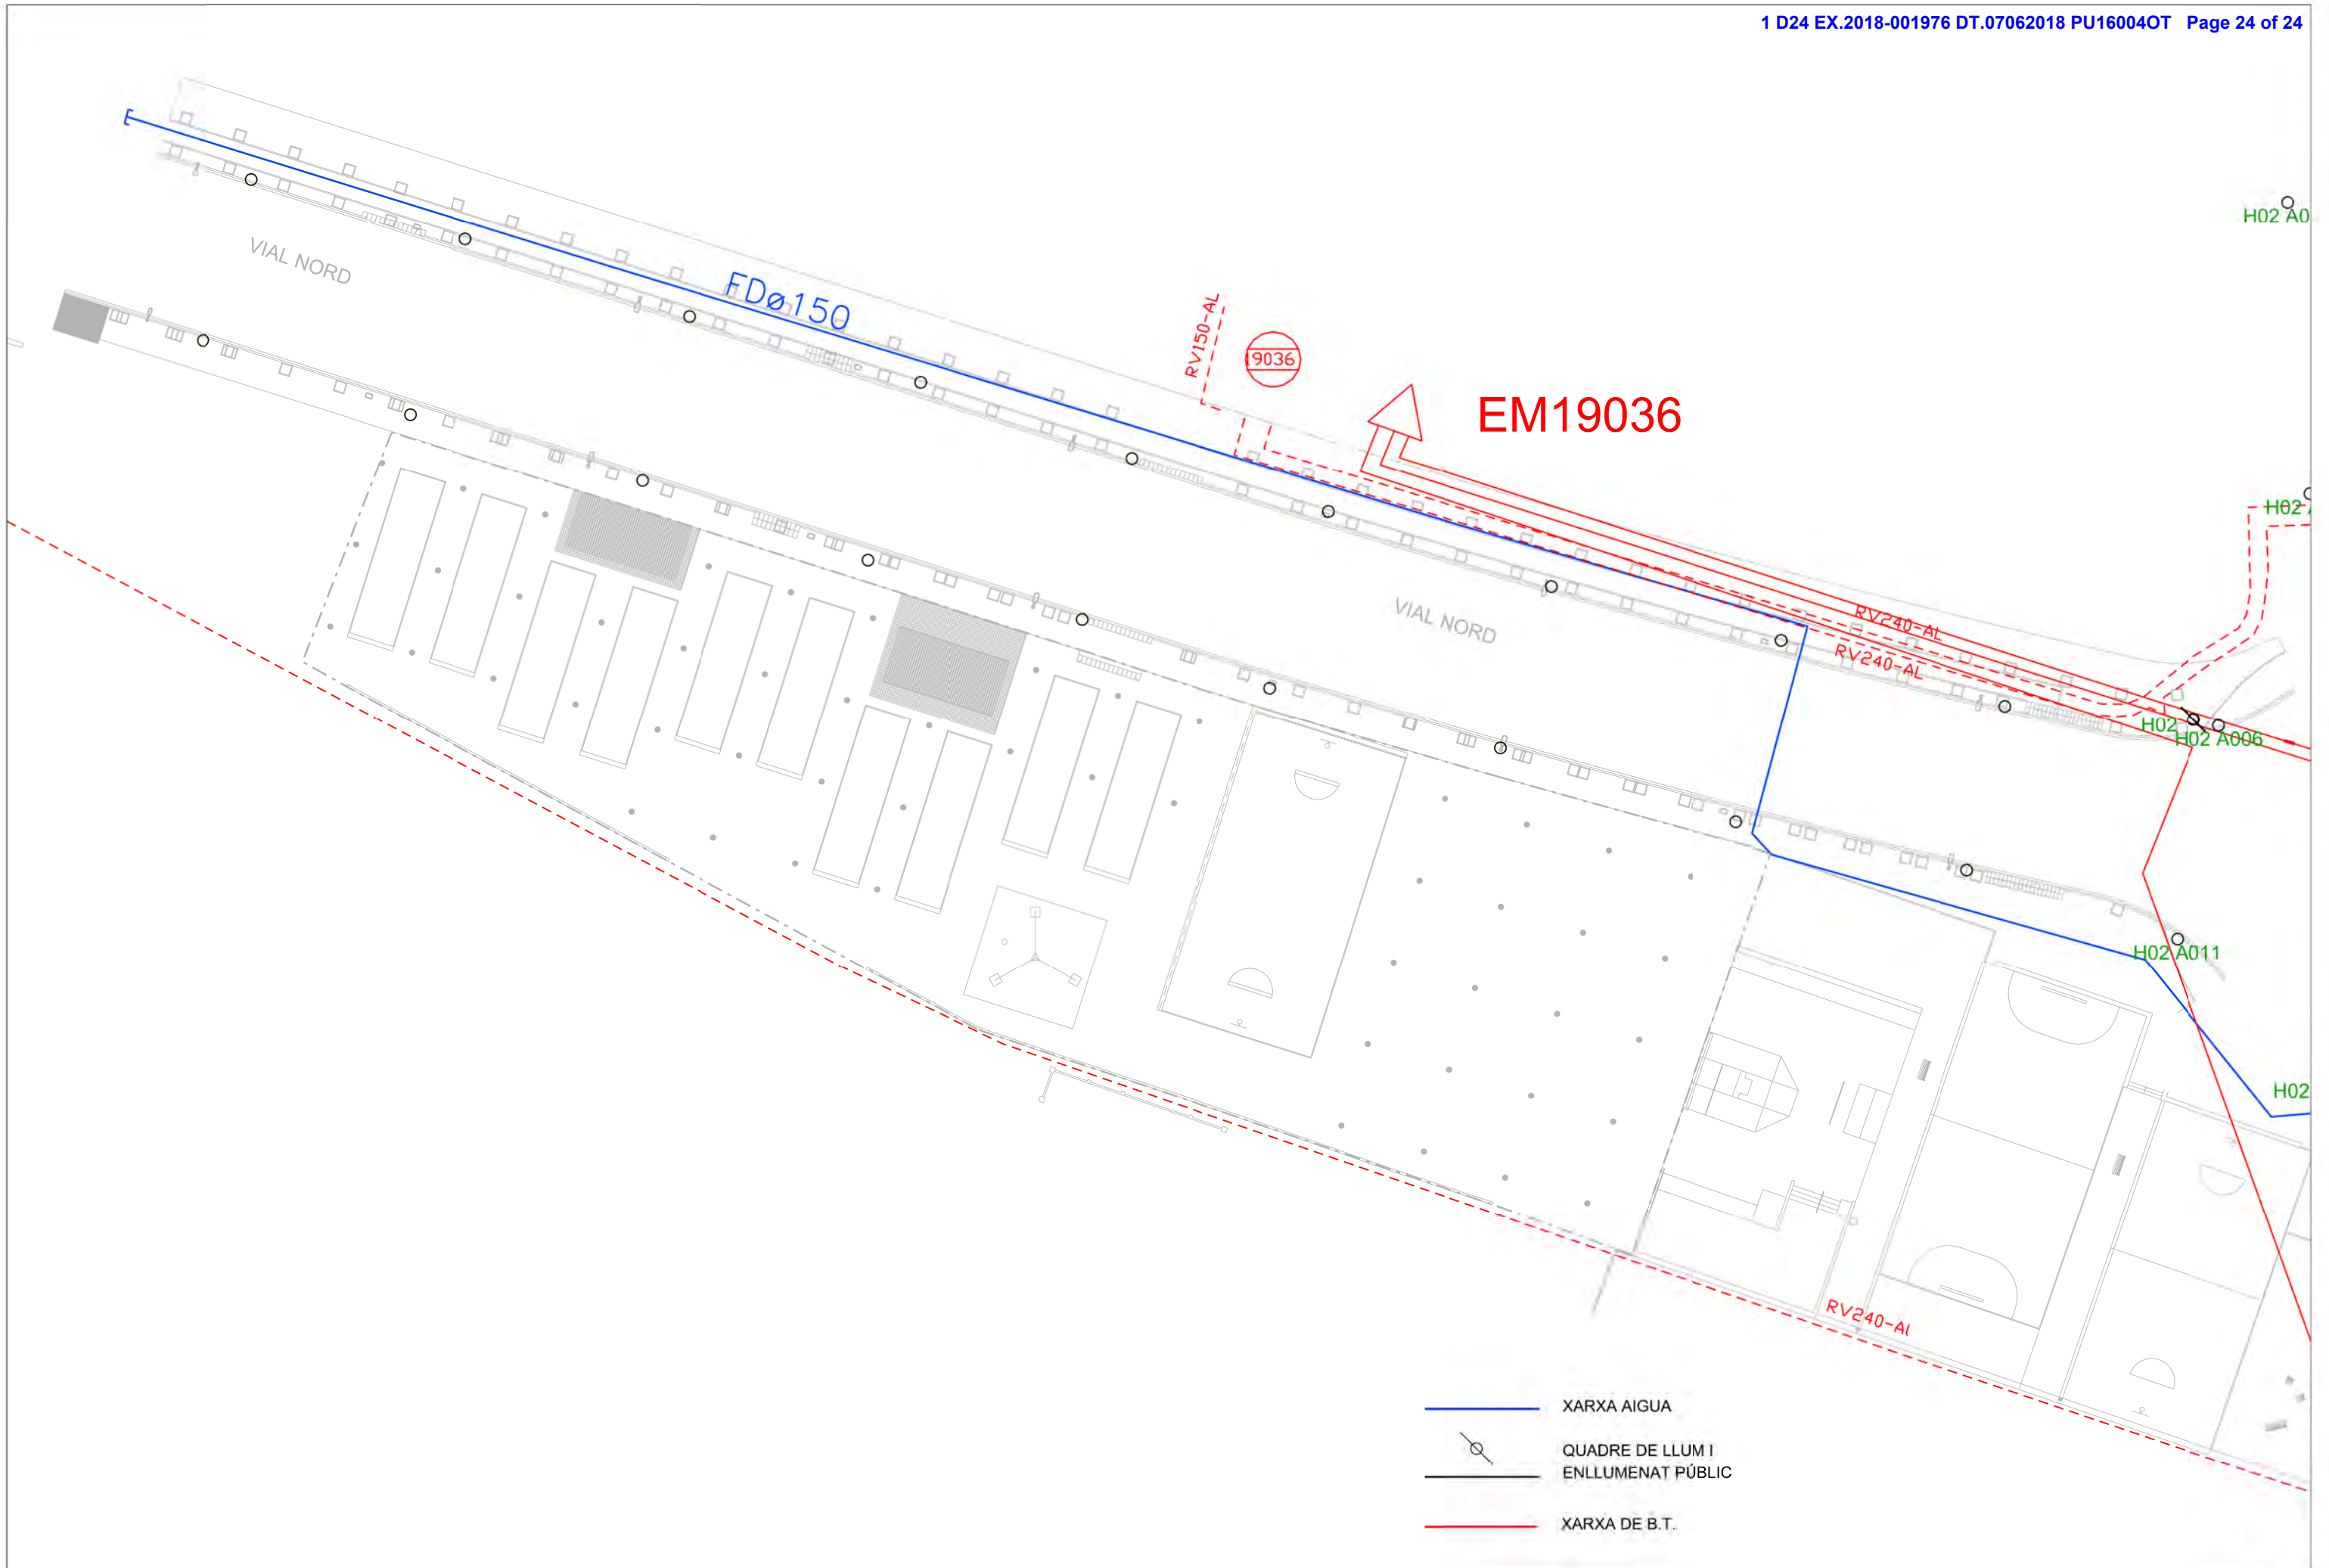 1 D24 EX.2018-001976 DT.07062018 PU16004OT Page 24 of 24
H02 A0
VIAL NORD
FDø150
RV150-AL
19036
EM19036
H02
VIAL NORD
RV240-AL
RV240-AL
H02
H02 A006
H02 A011
H02
RV240-Al
XARXA AIGUA
QUADRE DE LLUM I
ENLLUMENAT PÚBLIC
XARXA DE B.T.